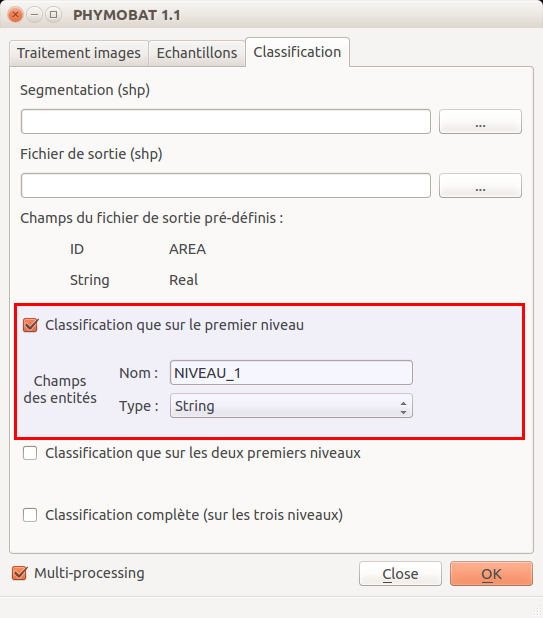 PHYMOBAT 1.1
Traitement images Echantillons Classification
Segmentation (shp)
...
Fichier de sortie (shp)
...
Champs du fichier de sortie pré-définis :
ID AREA
String Real
Classification que sur le premier niveau
Champs des entités
Nom : NIVEAU_1
Type : String
Classification que sur les deux premiers niveaux
Classification complète (sur les trois niveaux)
Multi-processing Close OK